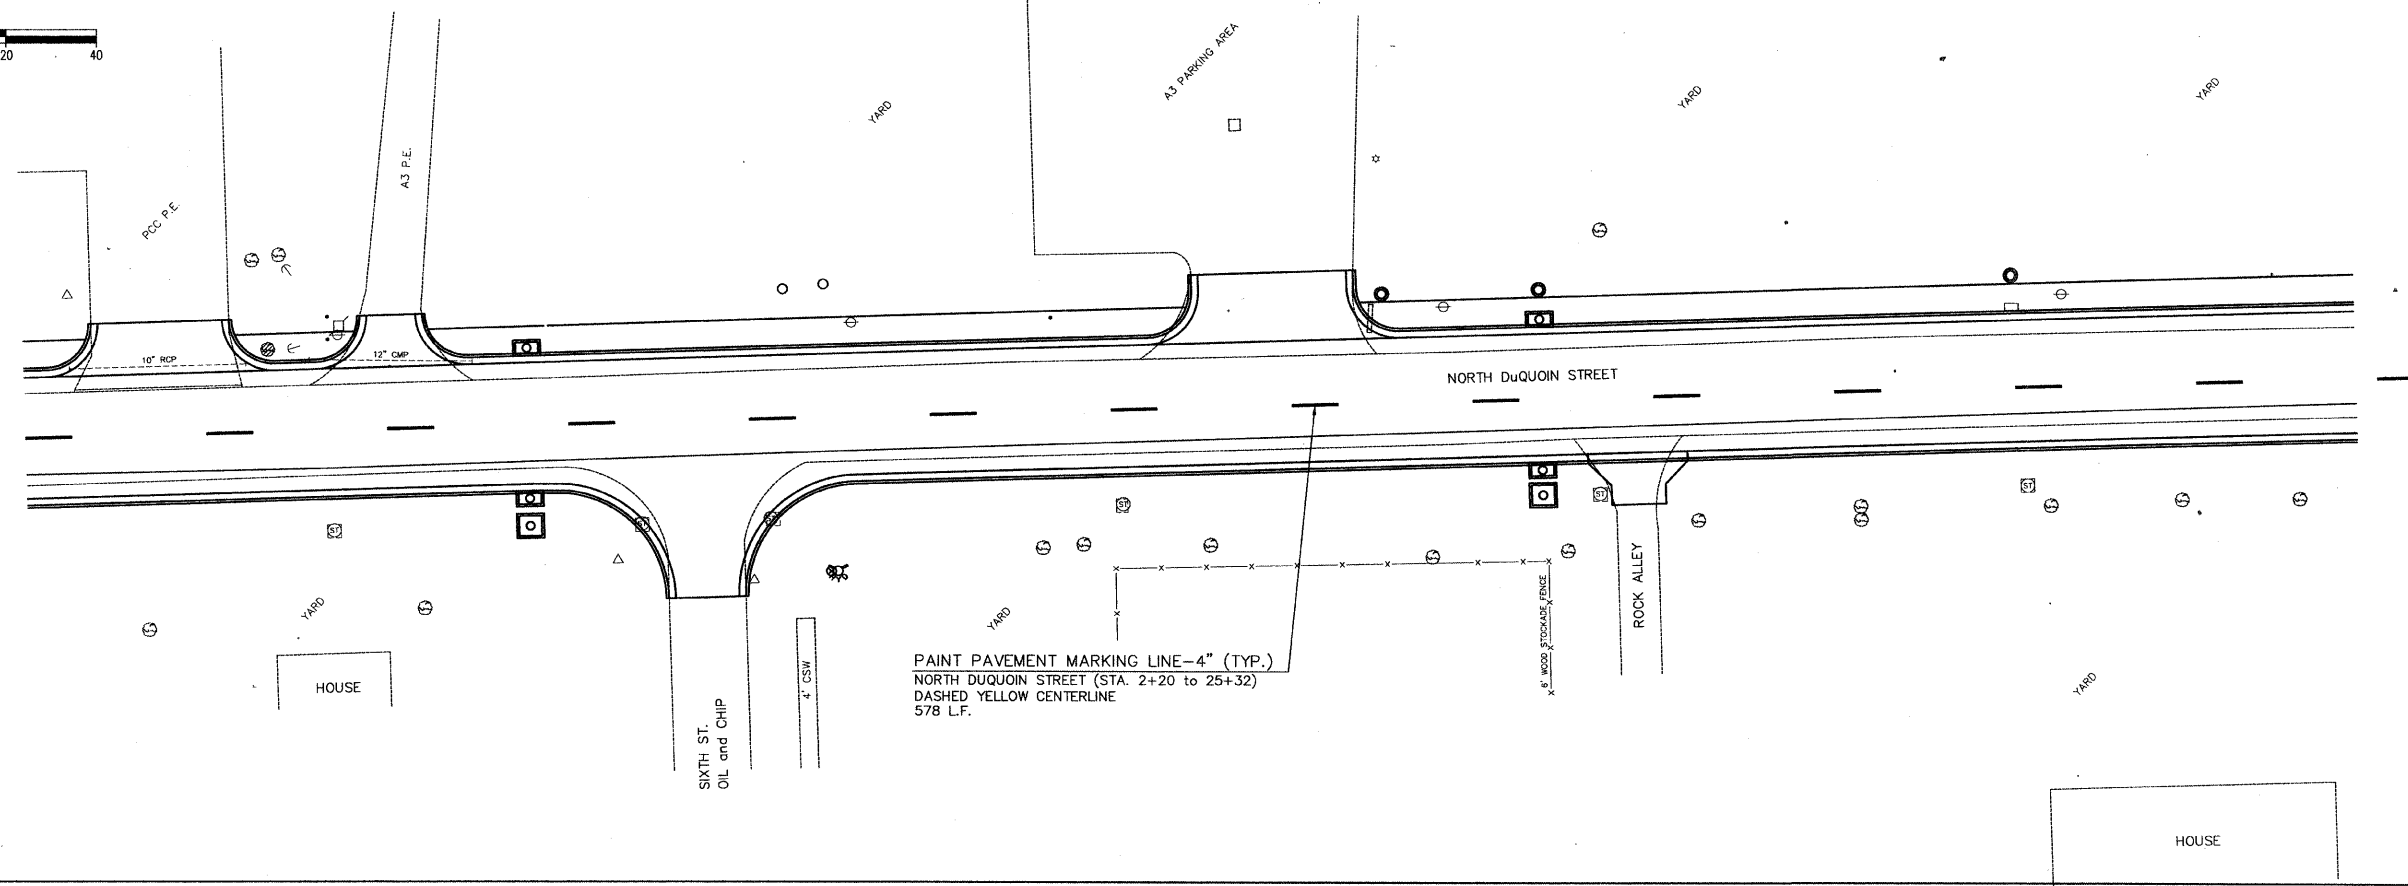 20 40
A3 PARKING AREA
YARD
YARD
YARD
A3 P.E.
PCC P.E.
10" RCP
12" CMP
NORTH DuQUOIN STREET
ST
ST
ST
ST
ST
ST
YARD
YARD
HOUSE
4' CSW
SIXTH ST.
OIL and CHIP
PAINT PAVEMENT MARKING LINE-4" (TYP.)
NORTH DUQUOIN STREET (STA. 2+20 to 25+32)
DASHED YELLOW CENTERLINE
578 L.F.
6' WOOD STOCKADE FENCE
ROCK ALLEY
YARD
HOUSE